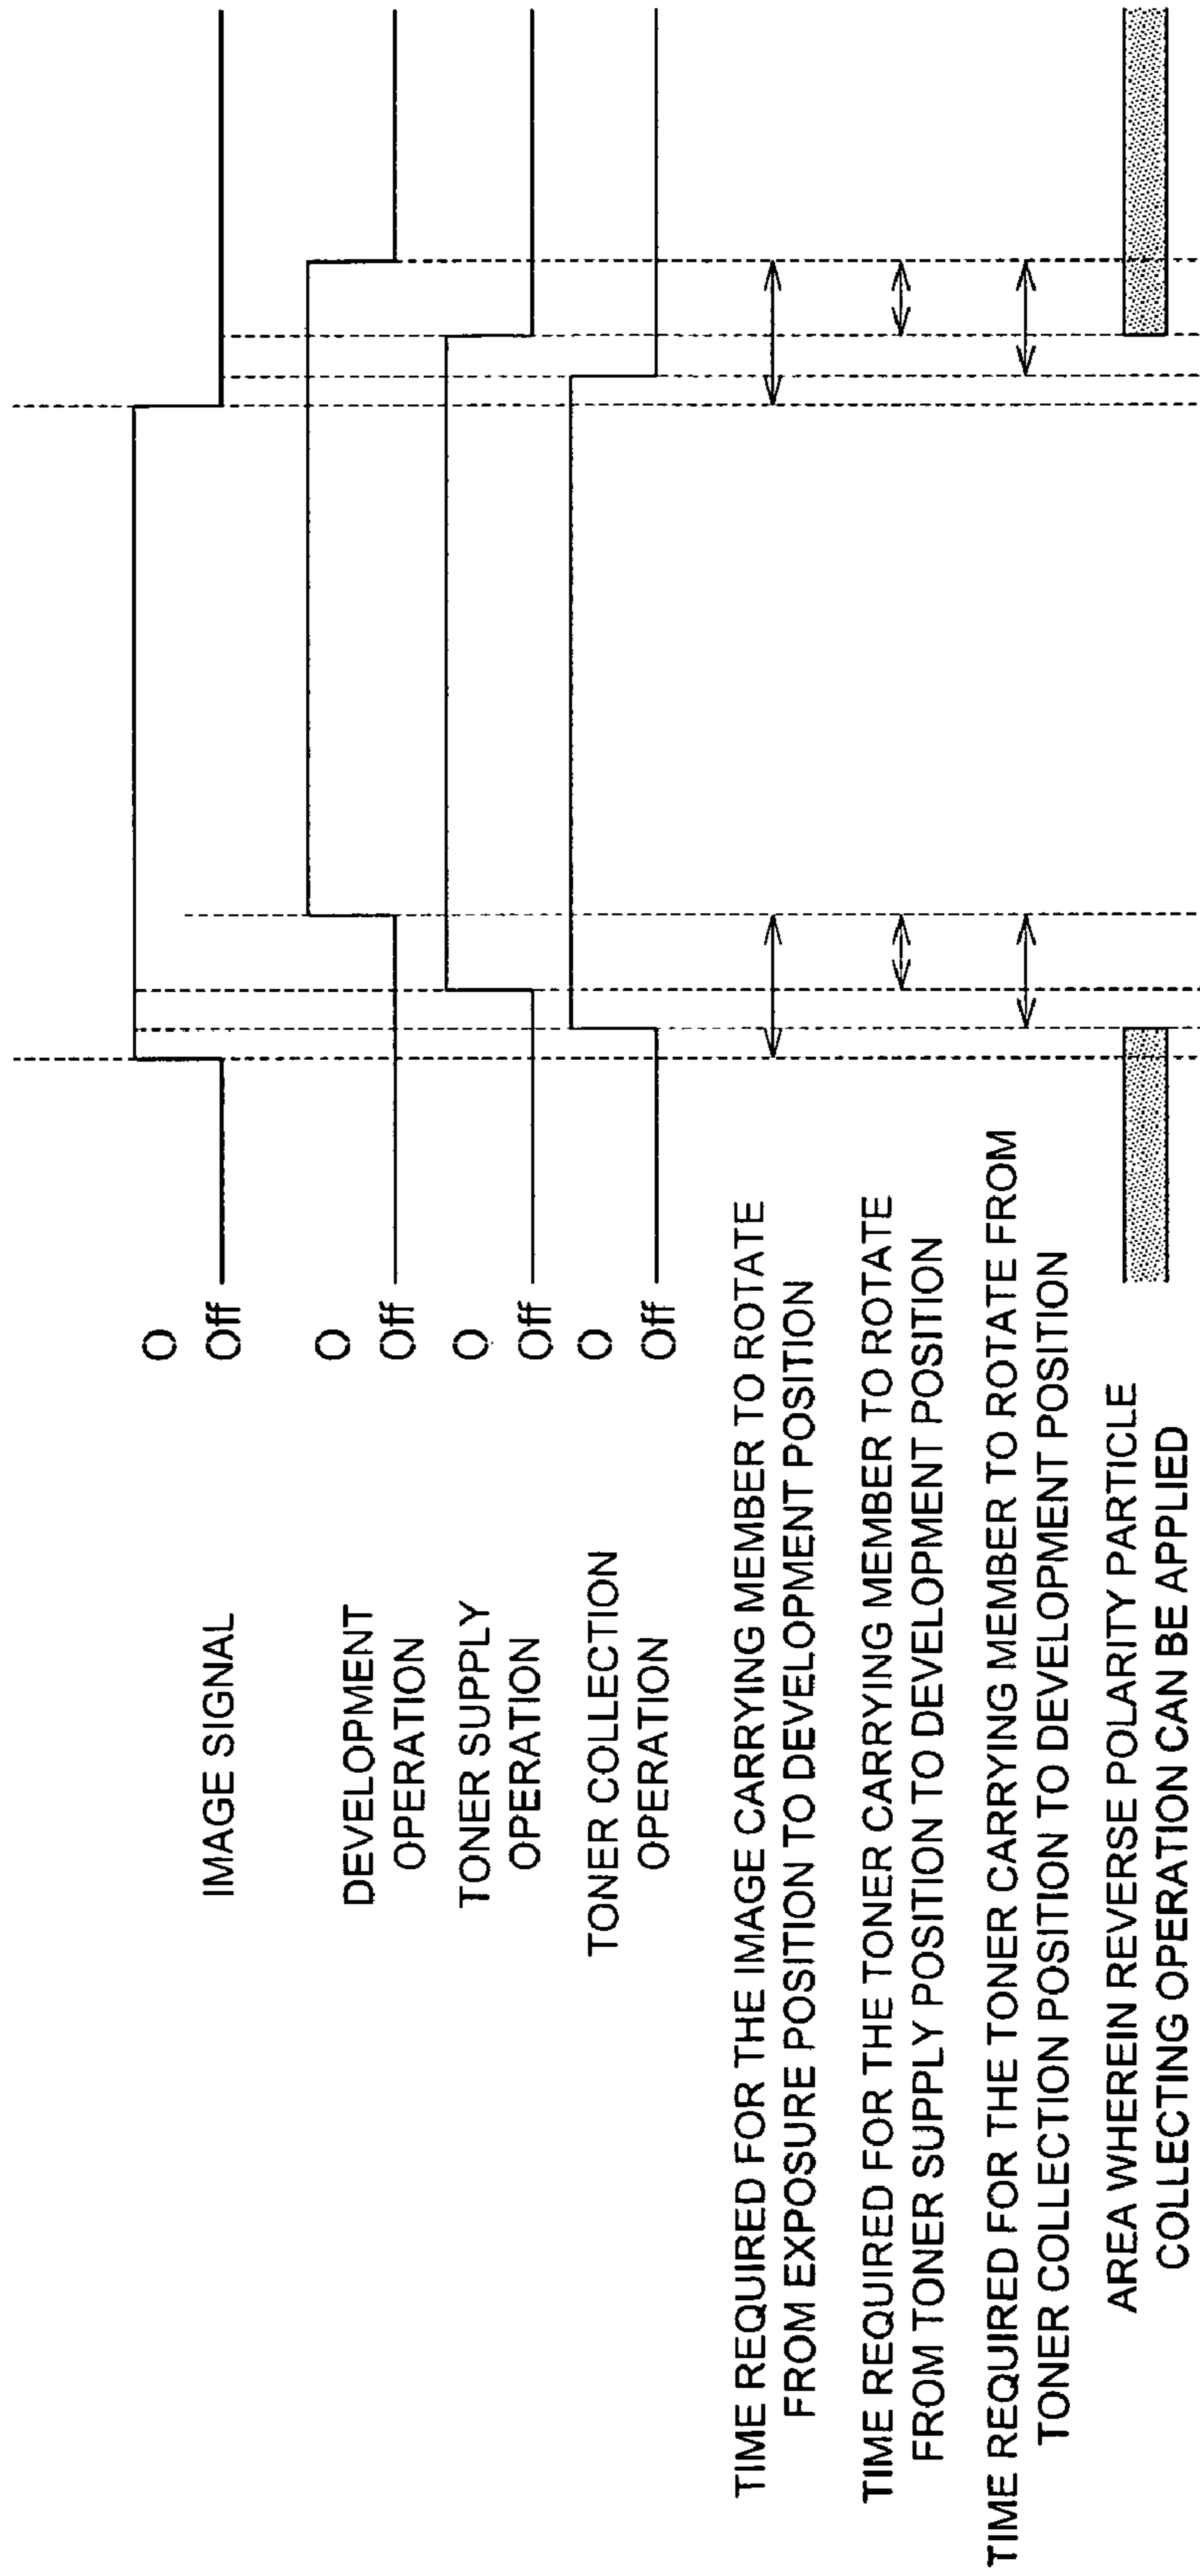 IMAGE SIGNAL
O
Off
DEVELOPMENT
OPERATION
O
Off
TONER SUPPLY
OPERATION
O
Off
TONER COLLECTION
OPERATION
O
Off
TIME REQUIRED FOR THE IMAGE CARRYING MEMBER TO ROTATE
FROM EXPOSURE POSITION TO DEVELOPMENT POSITION
TIME REQUIRED FOR THE TONER CARRYING MEMBER TO ROTATE
FROM TONER SUPPLY POSITION TO DEVELOPMENT POSITION
TIME REQUIRED FOR THE TONER CARRYING MEMBER TO ROTATE FROM
TONER COLLECTION POSITION TO DEVELOPMENT POSITION
AREA WHEREIN REVERSE POLARITY PARTICLE
COLLECTING OPERATION CAN BE APPLIED